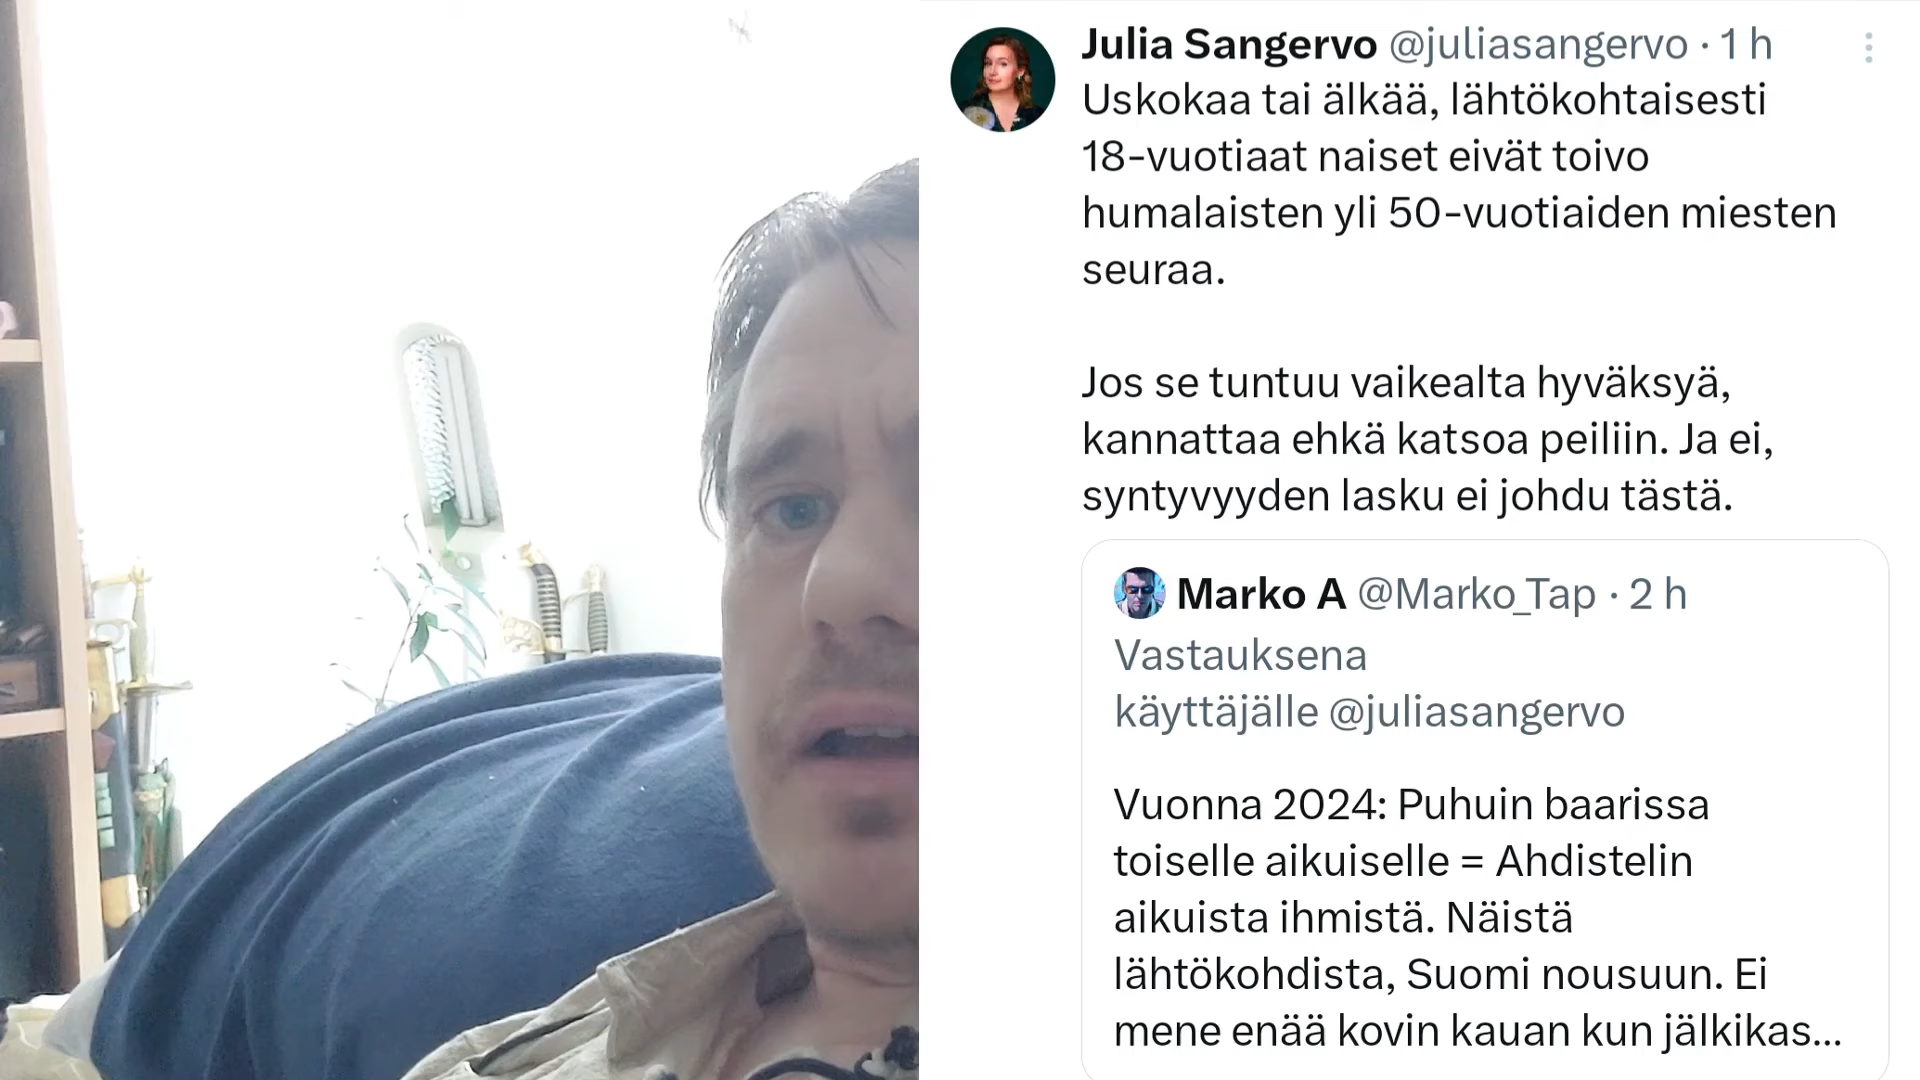 Julia Sangervo @juliasangervo · 1 h
Uskokaa tai älkää, lähtökohtaisesti
18-vuotiaat naiset eivät toivo
humalaisten yli 50-vuotiaiden miesten
seuraa.
Jos se tuntuu vaikealta hyväksyä,
kannattaa ehkä katsoa peiliin. Ja ei,
syntyvyyden lasku ei johdu tästä.
Marko A @Marko_Tap · 2 h
Vastauksena
käyttäjälle @juliasangervo
Vuonna 2024: Puhuin baarissa
toiselle aikuiselle = Ahdistelin
aikuista ihmistä. Näistä
lähtökohdista, Suomi nousuun. Ei
mene enää kovin kauan kun jälkikas...